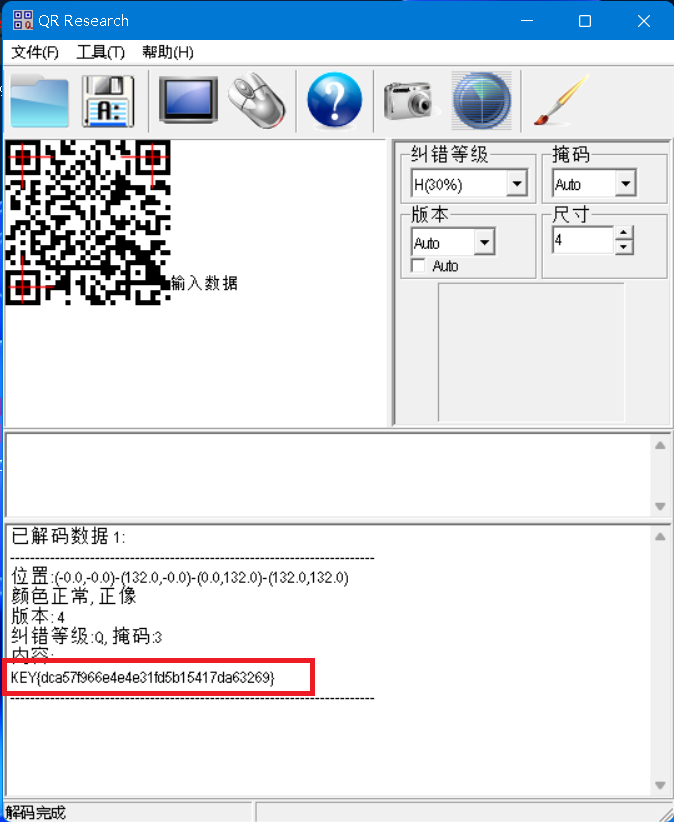 QR Research
文件(F) 工具(T) 帮助(H)
A:
纠错等级
掩码
H(30%)
Auto
版本
尺寸
Auto
4
Auto
输入数据
已解码数据 1:
位置:(-0.0,-0.0)-(132.0,-0.0)-(0.0,132.0)-(132.0,132.0)
颜色正常, 正像
版本: 4
纠错等级:Q, 掩码:3
内容:
KEY{dca57f966e4e4e31fd5b15417da63269}
解码完成